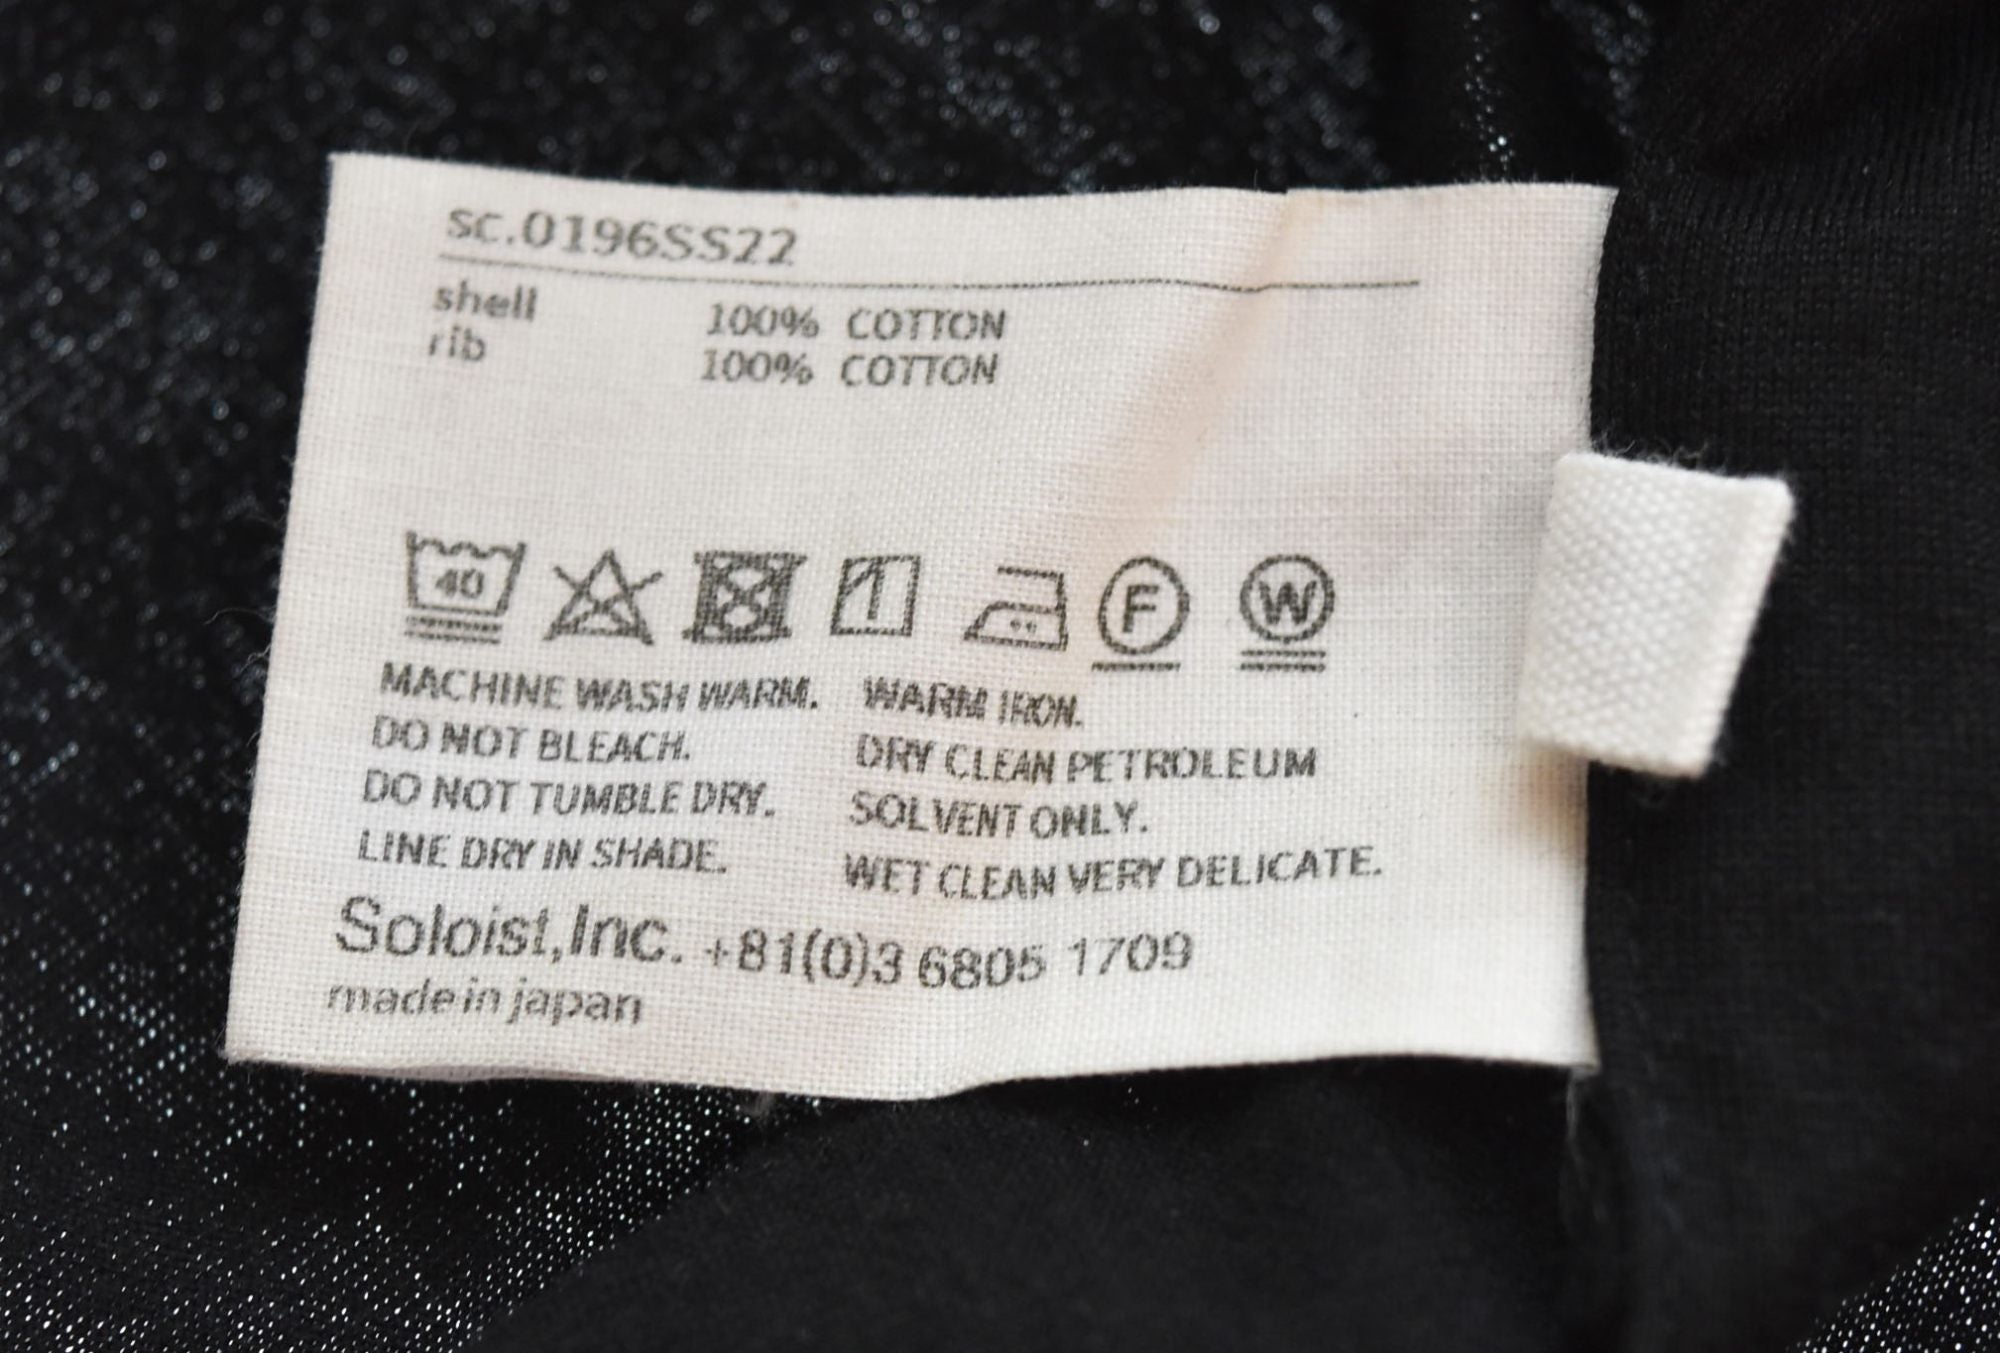 sc.0196SS22
shell 100% COTTON
rib 100% COTTON
40 F W
MACHINE WASH WARM.
DO NOT BLEACH.
DO NOT TUMBLE DRY.
LINE DRY IN SHADE.
WARM IRON.
DRY CLEAN PETROLEUM
SOLVENT ONLY.
WET CLEAN VERY DELICATE.
Soloist,Inc. +81(0)3 6805 1709
made in japan